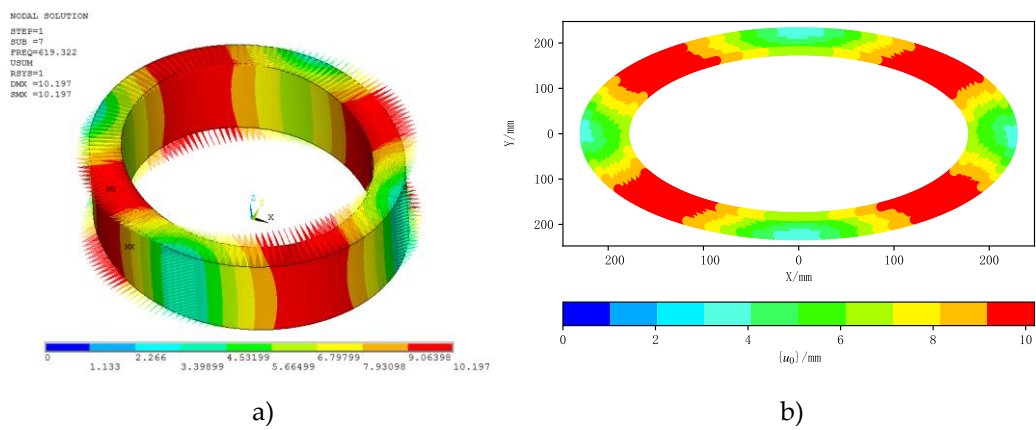 NODAL SOLUTION
STEP=1
SUB =7
FREQ=619.322
USUM
RSYS=1
DMX =10.197
SMX =10.197
MN
MX
Z
Y
X
0
1.133
2.266
3.39899
4.53199
5.66499
6.79799
7.93098
9.06398
10.197
a)
200
100
0
100
200
Y/mm
200
100
0
100
200
X/mm
0
2
4
6
8
10
{u₀}/mm
b)